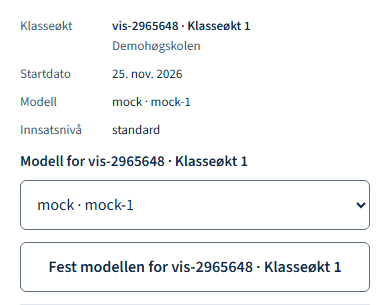 Klasseøkt vis-2965648 · Klasseøkt 1
Demohøgskolen
Startdato 25. nov. 2026
Modell mock · mock-1
Innsatsnivå standard
Modell for vis-2965648 · Klasseøkt 1
mock · mock-1
Fest modellen for vis-2965648 · Klasseøkt 1